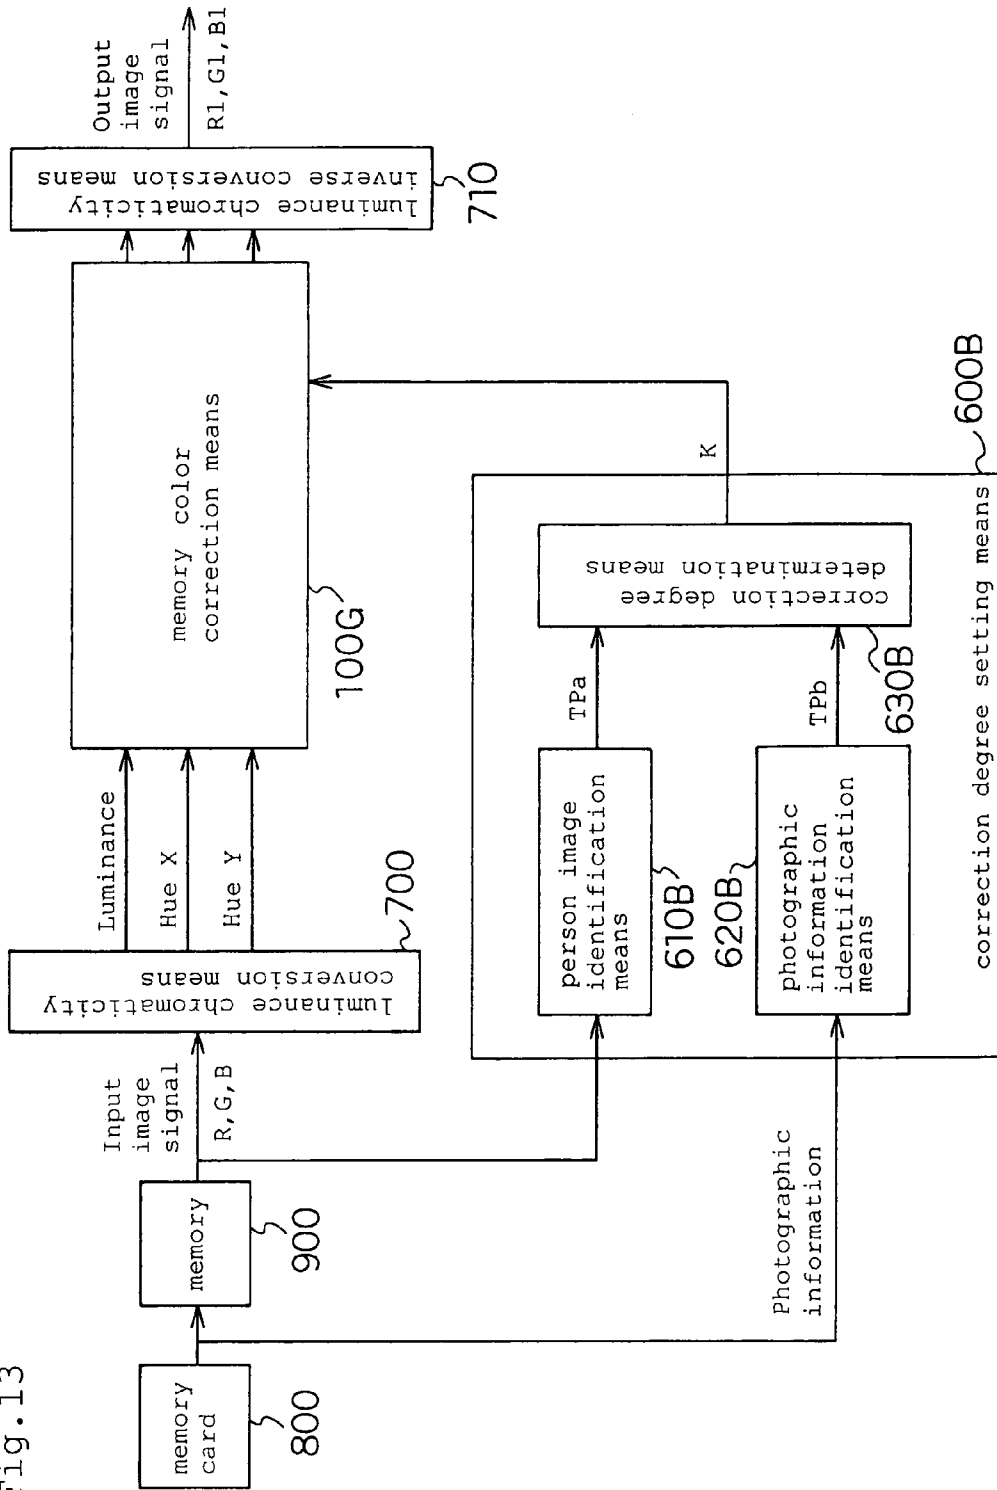 Fig.13
memory
card
800
memory
900
Input
image
signal
R,G,B
luminance chromaticity
conversion means
700
Luminance
Hue X
Hue Y
memory color
correction means
100G
luminance chromaticity
inverse conversion means
710
Output
image
signal
R1,G1,B1
Photographic
information
person image
identification
means
610B
TPa
photographic
information
identification
means
620B
TPb
correction degree
determination means
630B
K
correction degree setting means
600B